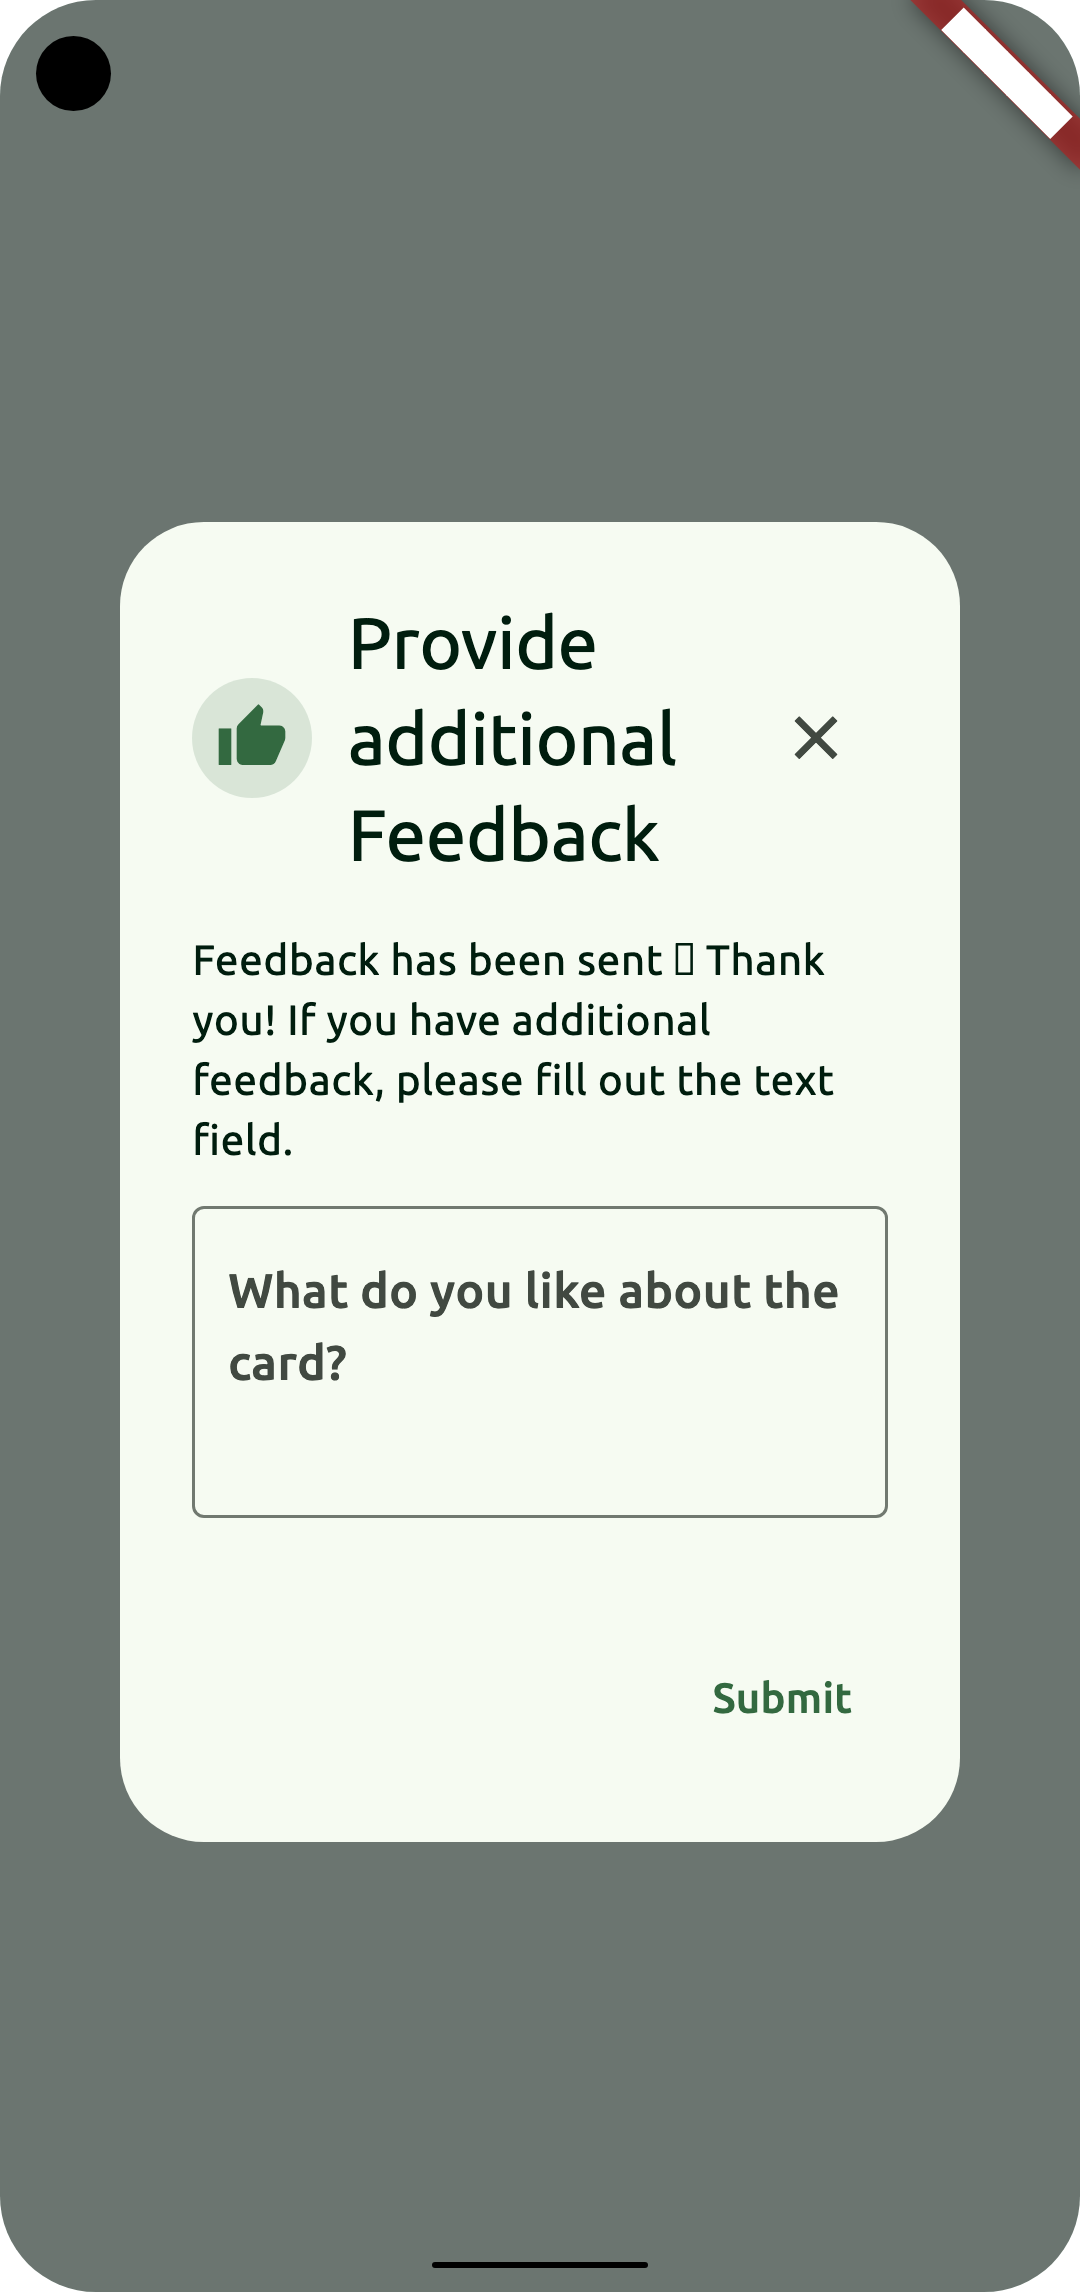 Provide
additional
Feedback
Feedback has been sent ▯ Thank
you! If you have additional
feedback, please fill out the text
field.
What do you like about the
card?
Submit